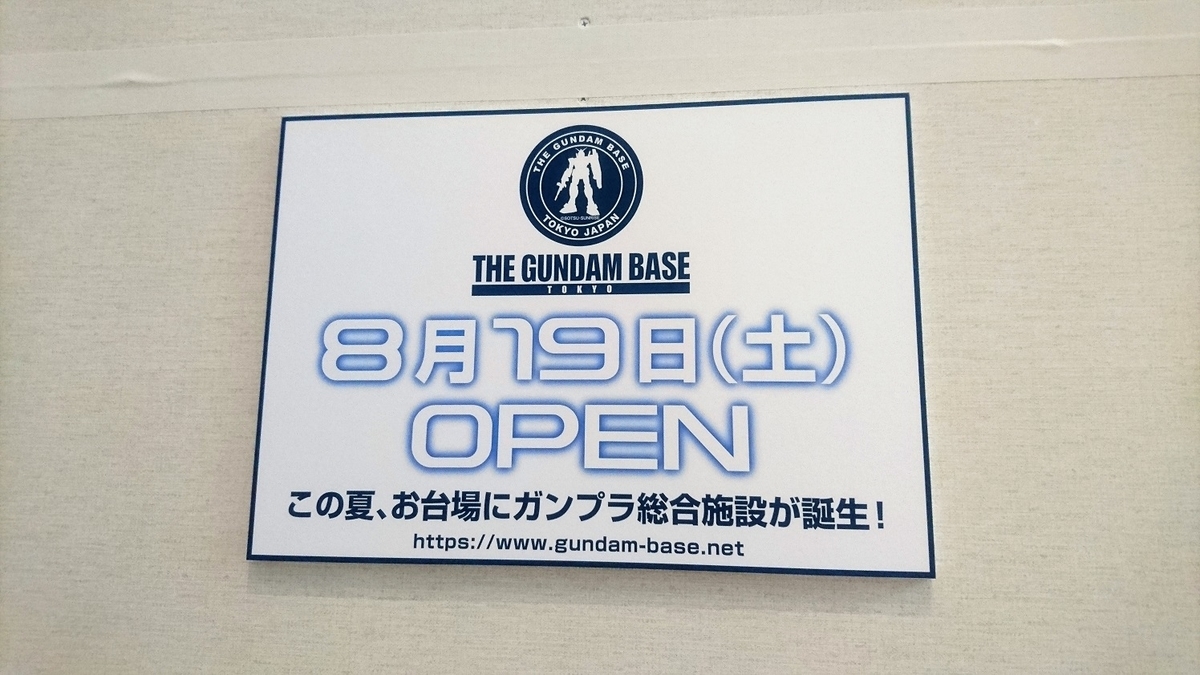 THE GUNDAM BASE
©SOTSU・SUNRISE
TOKYO JAPAN
THE GUNDAM BASE
TOKYO
8月19日(土)
OPEN
この夏、お台場にガンプラ総合施設が誕生!
https://www.gundam-base.net